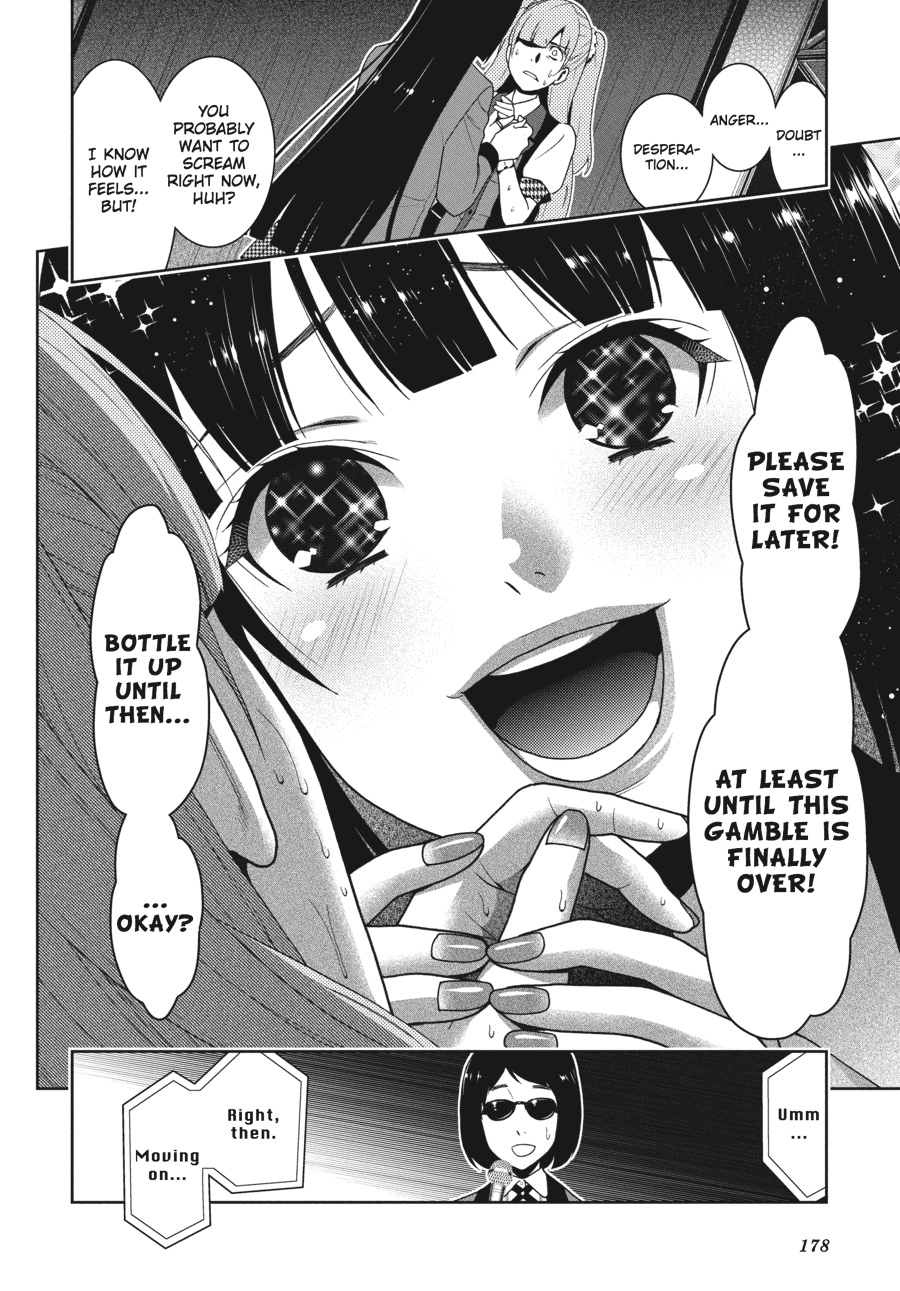 DOUBT
...
ANGER...
DESPERA-
TION...
YOU
PROBABLY
WANT TO
SCREAM
RIGHT NOW,
HUH?
I KNOW
HOW IT
FEELS...
BUT!
PLEASE
SAVE
IT FOR
LATER!
AT LEAST
UNTIL THIS
GAMBLE IS
FINALLY
OVER!
BOTTLE
IT UP
UNTIL
THEN...
...
OKAY?
Umm
...
Right,
then.
Moving
on...
178